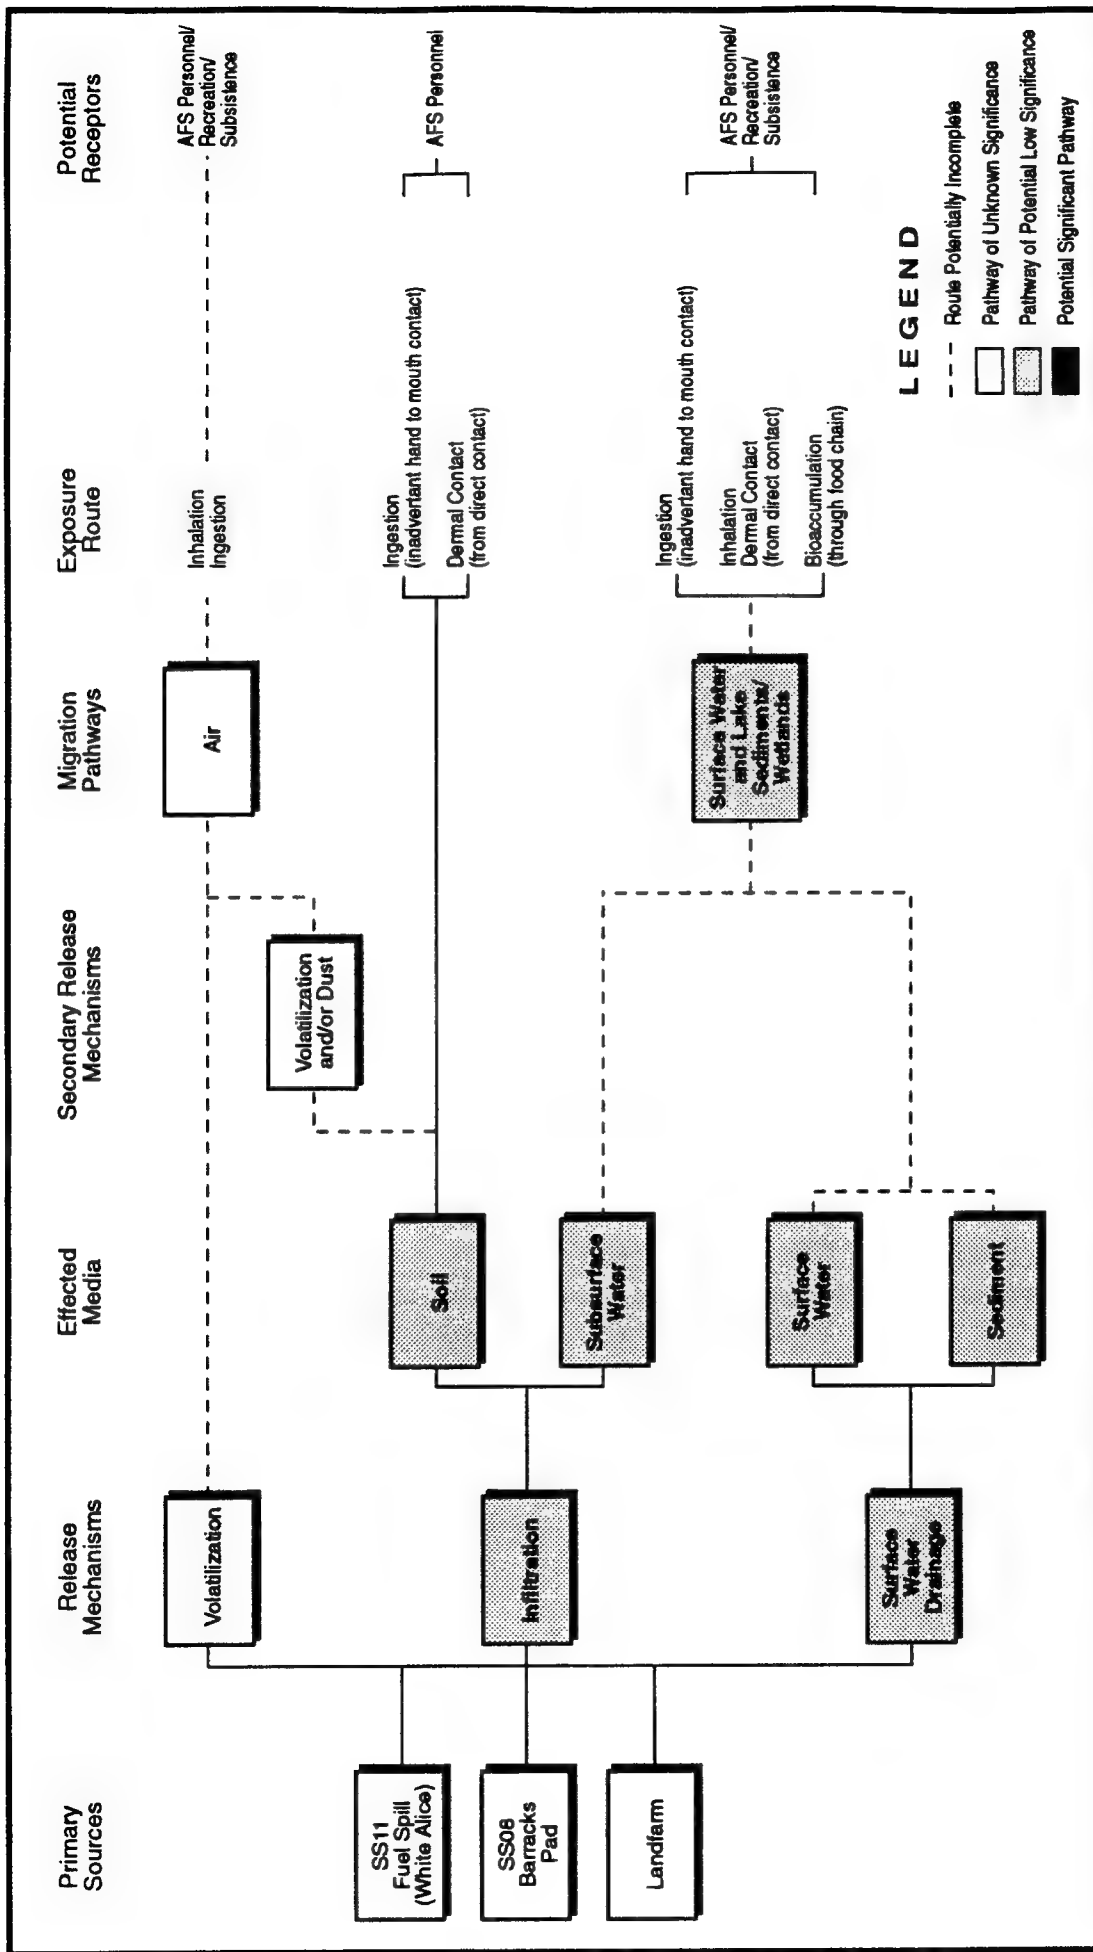 Primary
Sources
Release
Mechanisms
Effected
Media
Secondary Release
Mechanisms
Migration
Pathways
Exposure
Route
Potential
Receptors
SS11
Fuel Spill
(White Alice)
SS08
Barracks
Pad
Landfarm
Volatilization
Infiltration
Surface
Water
Drainage
Soil
Subsurface
Water
Surface
Water
Sediment
Volatilization
and/or Dust
Air
Surface Water
and Lake
Sediments/
Wetlands
Inhalation
Ingestion
Ingestion
(inadvertant hand to mouth contact)
Dermal Contact
(from direct contact)
Ingestion
(inadvertant hand to mouth contact)
Inhalation
Dermal Contact
(from direct contact)
Bioaccumulation
(through food chain)
AFS Personnel/
Recreation/
Subsistence
AFS Personnel
AFS Personnel/
Recreation/
Subsistence
LEGEND
Route Potentially Incomplete
Pathway of Unknown Significance
Pathway of Potential Low Significance
Potential Significant Pathway